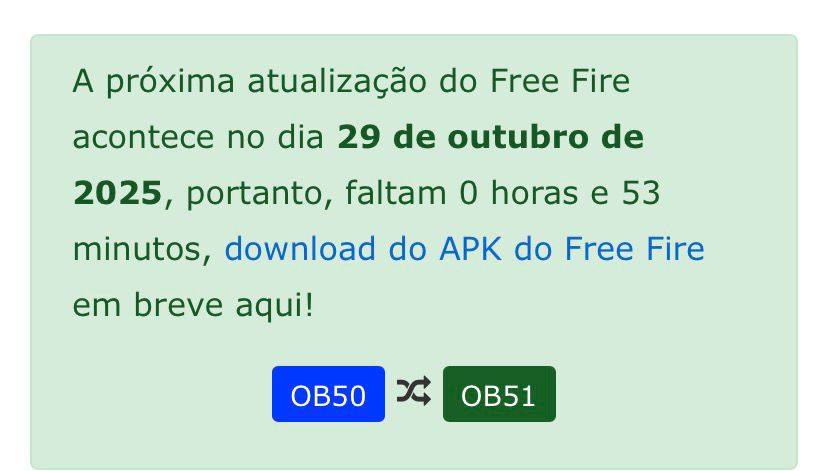 A próxima atualização do Free Fire
acontece no dia 29 de outubro de
2025, portanto, faltam 0 horas e 53
minutos, download do APK do Free Fire
em breve aqui!
OB50 OB51